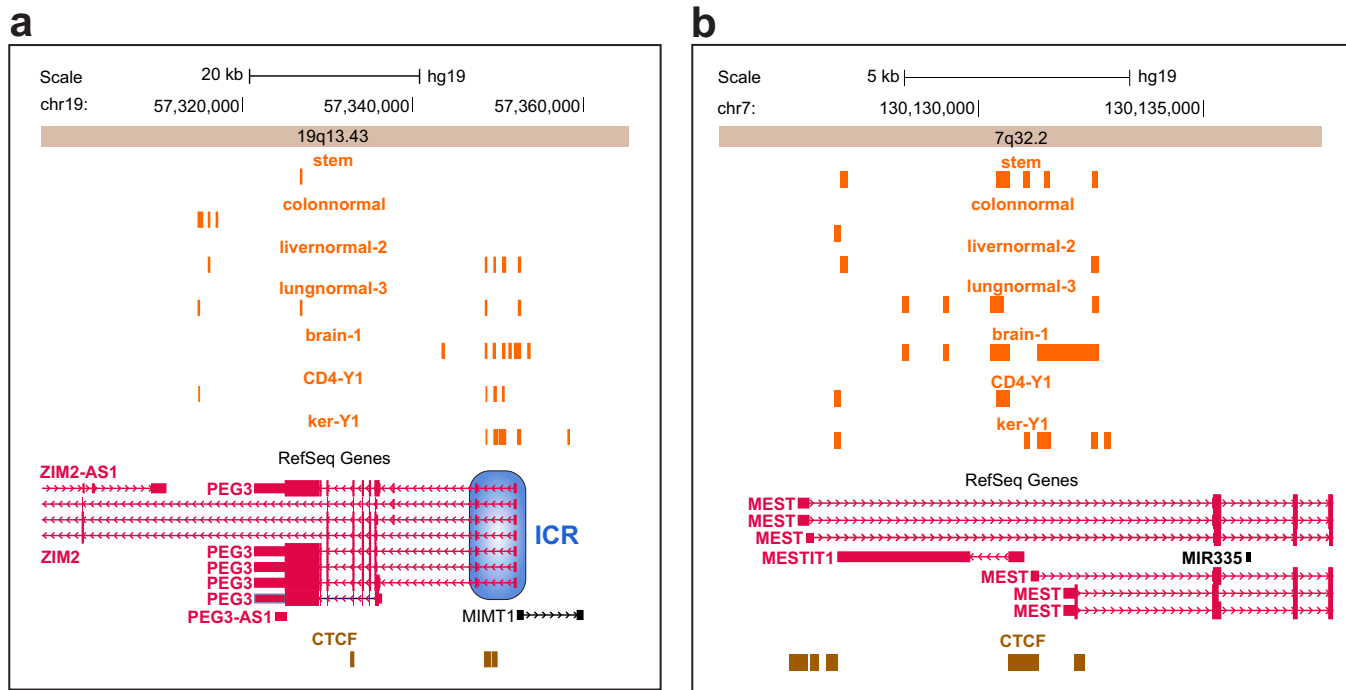 a
Scale 20 kb hg19
chr19: 57,320,000 57,340,000 57,360,000
19q13.43
stem
colonnormal
livernormal-2
lungnormal-3
brain-1
CD4-Y1
ker-Y1
RefSeq Genes
ZIM2-AS1
PEG3
ZIM2
ICR
PEG3
PEG3
PEG3
PEG3
PEG3-AS1
MIMT1
CTCF
b
Scale 5 kb hg19
chr7: 130,130,000 130,135,000
7q32.2
stem
colonnormal
livernormal-2
lungnormal-3
brain-1
CD4-Y1
ker-Y1
RefSeq Genes
MEST
MEST
MEST
MESTIT1 MIR335
MEST
MEST
MEST
CTCF